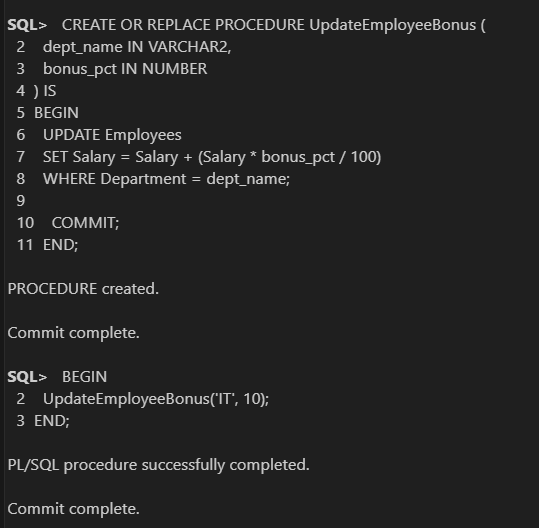 SQL> CREATE OR REPLACE PROCEDURE UpdateEmployeeBonus (
2 dept_name IN VARCHAR2,
3 bonus_pct IN NUMBER
4 ) IS
5 BEGIN
6 UPDATE Employees
7 SET Salary = Salary + (Salary * bonus_pct / 100)
8 WHERE Department = dept_name;
9
10 COMMIT;
11 END;
PROCEDURE created.
Commit complete.
SQL> BEGIN
2 UpdateEmployeeBonus('IT', 10);
3 END;
PL/SQL procedure successfully completed.
Commit complete.